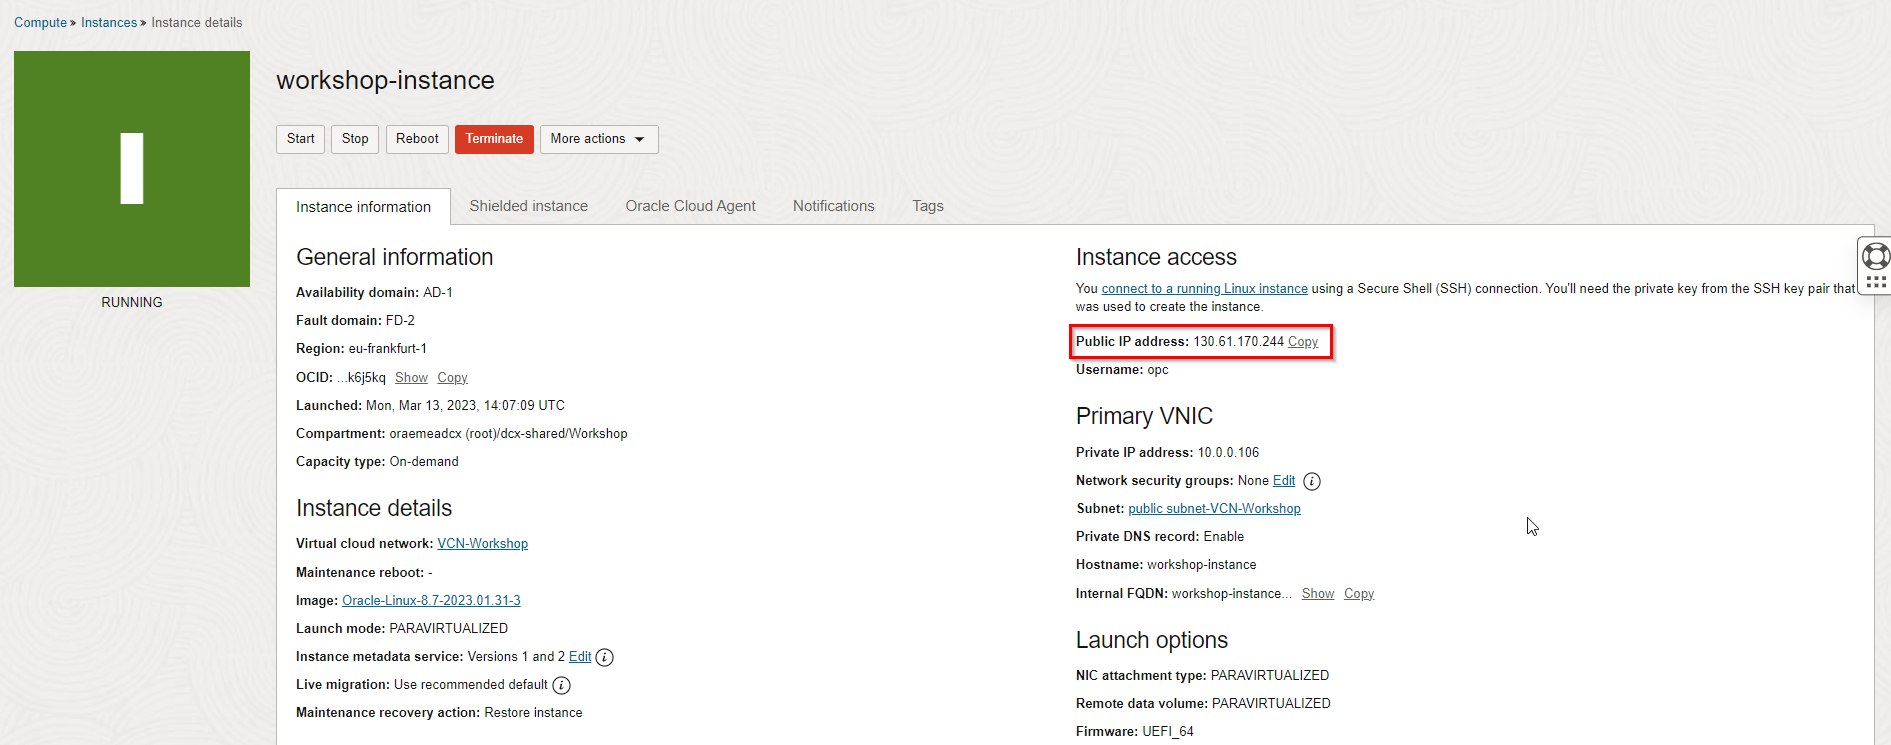 Compute » Instances » Instance details
RUNNING
workshop-instance
Start Stop Reboot Terminate More actions
Instance information Shielded instance Oracle Cloud Agent Notifications Tags
General information
Availability domain: AD-1
Fault domain: FD-2
Region: eu-frankfurt-1
OCID: ...k6j5kq Show Copy
Launched: Mon, Mar 13, 2023, 14:07:09 UTC
Compartment: oraemeadcx (root)/dcx-shared/Workshop
Capacity type: On-demand
Instance details
Virtual cloud network: VCN-Workshop
Maintenance reboot: -
Image: Oracle-Linux-8.7-2023.01.31-3
Launch mode: PARAVIRTUALIZED
Instance metadata service: Versions 1 and 2 Edit i
Live migration: Use recommended default i
Maintenance recovery action: Restore instance
Instance access
You connect to a running Linux instance using a Secure Shell (SSH) connection. You'll need the private key from the SSH key pair that
was used to create the instance.
Public IP address: 130.61.170.244 Copy
Username: opc
Primary VNIC
Private IP address: 10.0.0.106
Network security groups: None Edit i
Subnet: public subnet-VCN-Workshop
Private DNS record: Enable
Hostname: workshop-instance
Internal FQDN: workshop-instance... Show Copy
Launch options
NIC attachment type: PARAVIRTUALIZED
Remote data volume: PARAVIRTUALIZED
Firmware: UEFI_64